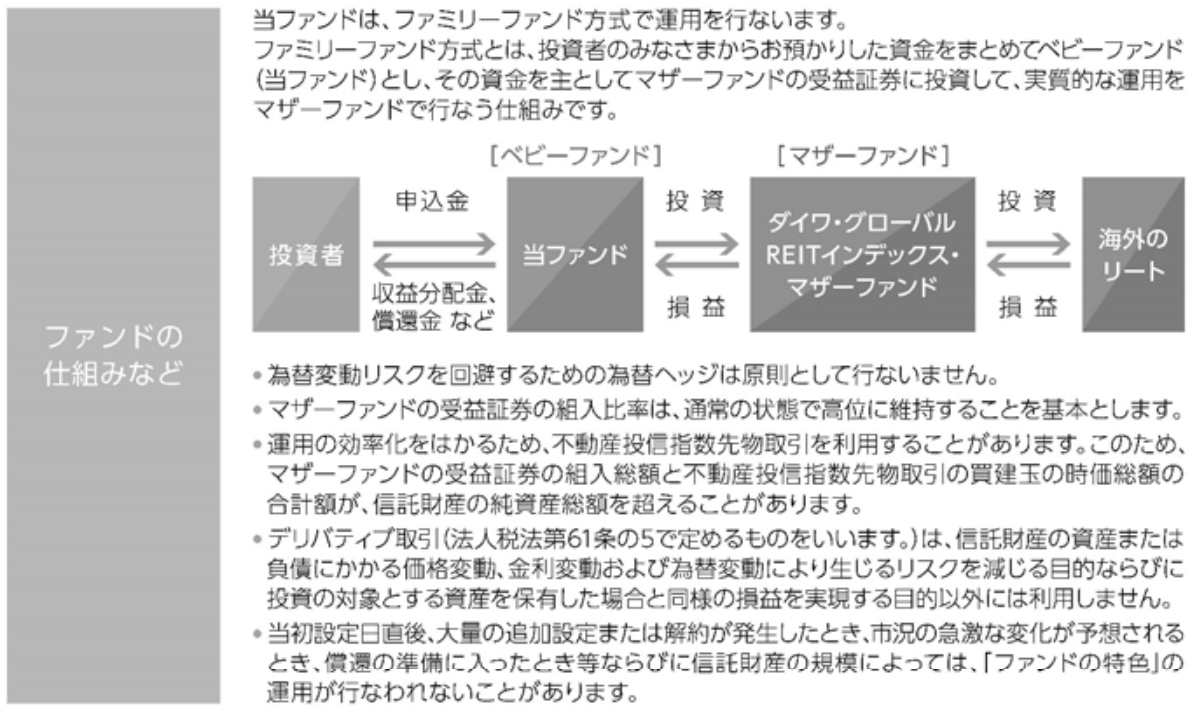 当ファンドは、ファミリーファンド方式で運用を行ないます。
ファミリーファンド方式とは、投資者のみなさまからお預かりした資金をまとめてベビーファンド
(当ファンド)とし、その資金を主としてマザーファンドの受益証券に投資して、実質的な運用を
マザーファンドで行なう仕組みです。
[ベビーファンド] [マザーファンド]
投資者
申込金
収益分配金、
償還金 など
当ファンド
投 資
損 益
ダイワ・グローバル
REITインデックス・
マザーファンド
投 資
損 益
海外の
リート
ファンドの
仕組みなど
• 為替変動リスクを回避するための為替ヘッジは原則として行ないません。
• マザーファンドの受益証券の組入比率は、通常の状態で高位に維持することを基本とします。
• 運用の効率化をはかるため、不動産投信指数先物取引を利用することがあります。このため、
マザーファンドの受益証券の組入総額と不動産投信指数先物取引の買建玉の時価総額の
合計額が、信託財産の純資産総額を超えることがあります。
• デリバティブ取引(法人税法第61条の5で定めるものをいいます。)は、信託財産の資産または
負債にかかる価格変動、金利変動および為替変動により生じるリスクを減じる目的ならびに
投資の対象とする資産を保有した場合と同様の損益を実現する目的以外には利用しません。
• 当初設定日直後、大量の追加設定または解約が発生したとき、市況の急激な変化が予想される
とき、償還の準備に入ったとき等ならびに信託財産の規模によっては、「ファンドの特色」の
運用が行なわれないことがあります。